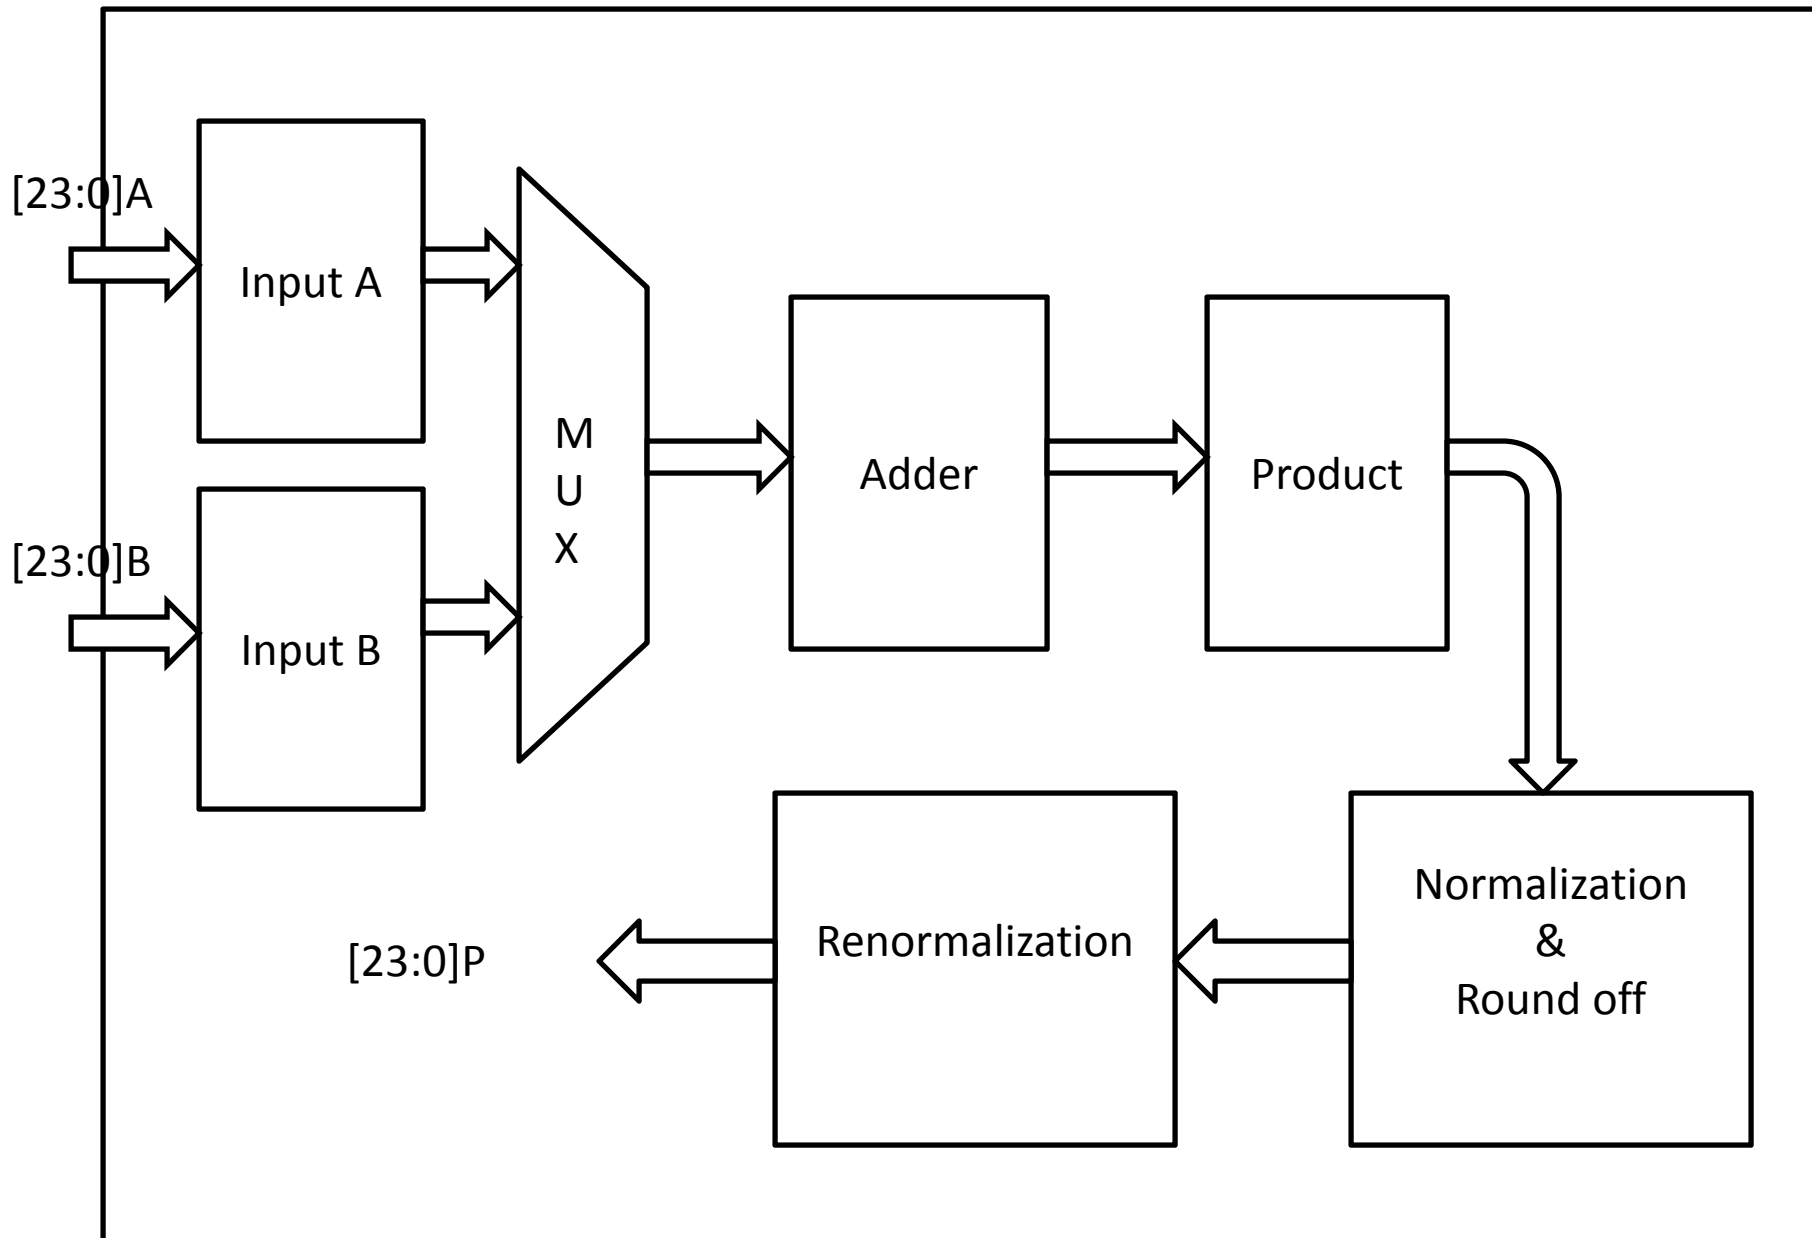 [23:0]A
Input A
[23:0]B
Input B
M
U
X
Adder
Product
Normalization
&
Round off
Renormalization
[23:0]P